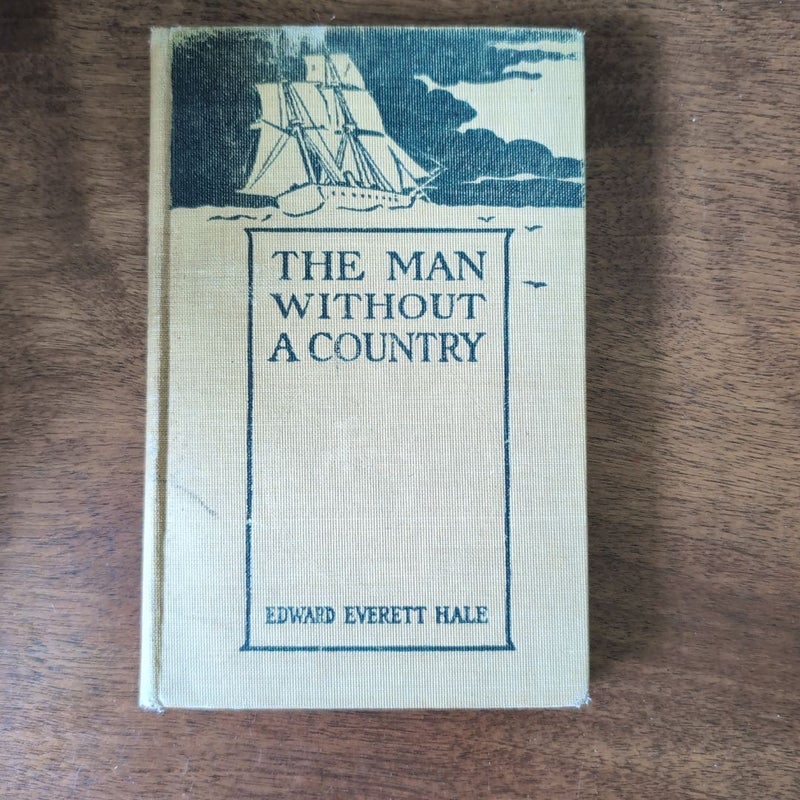 THE MAN
WITHOUT
A COUNTRY
EDWARD EVERETT HALE